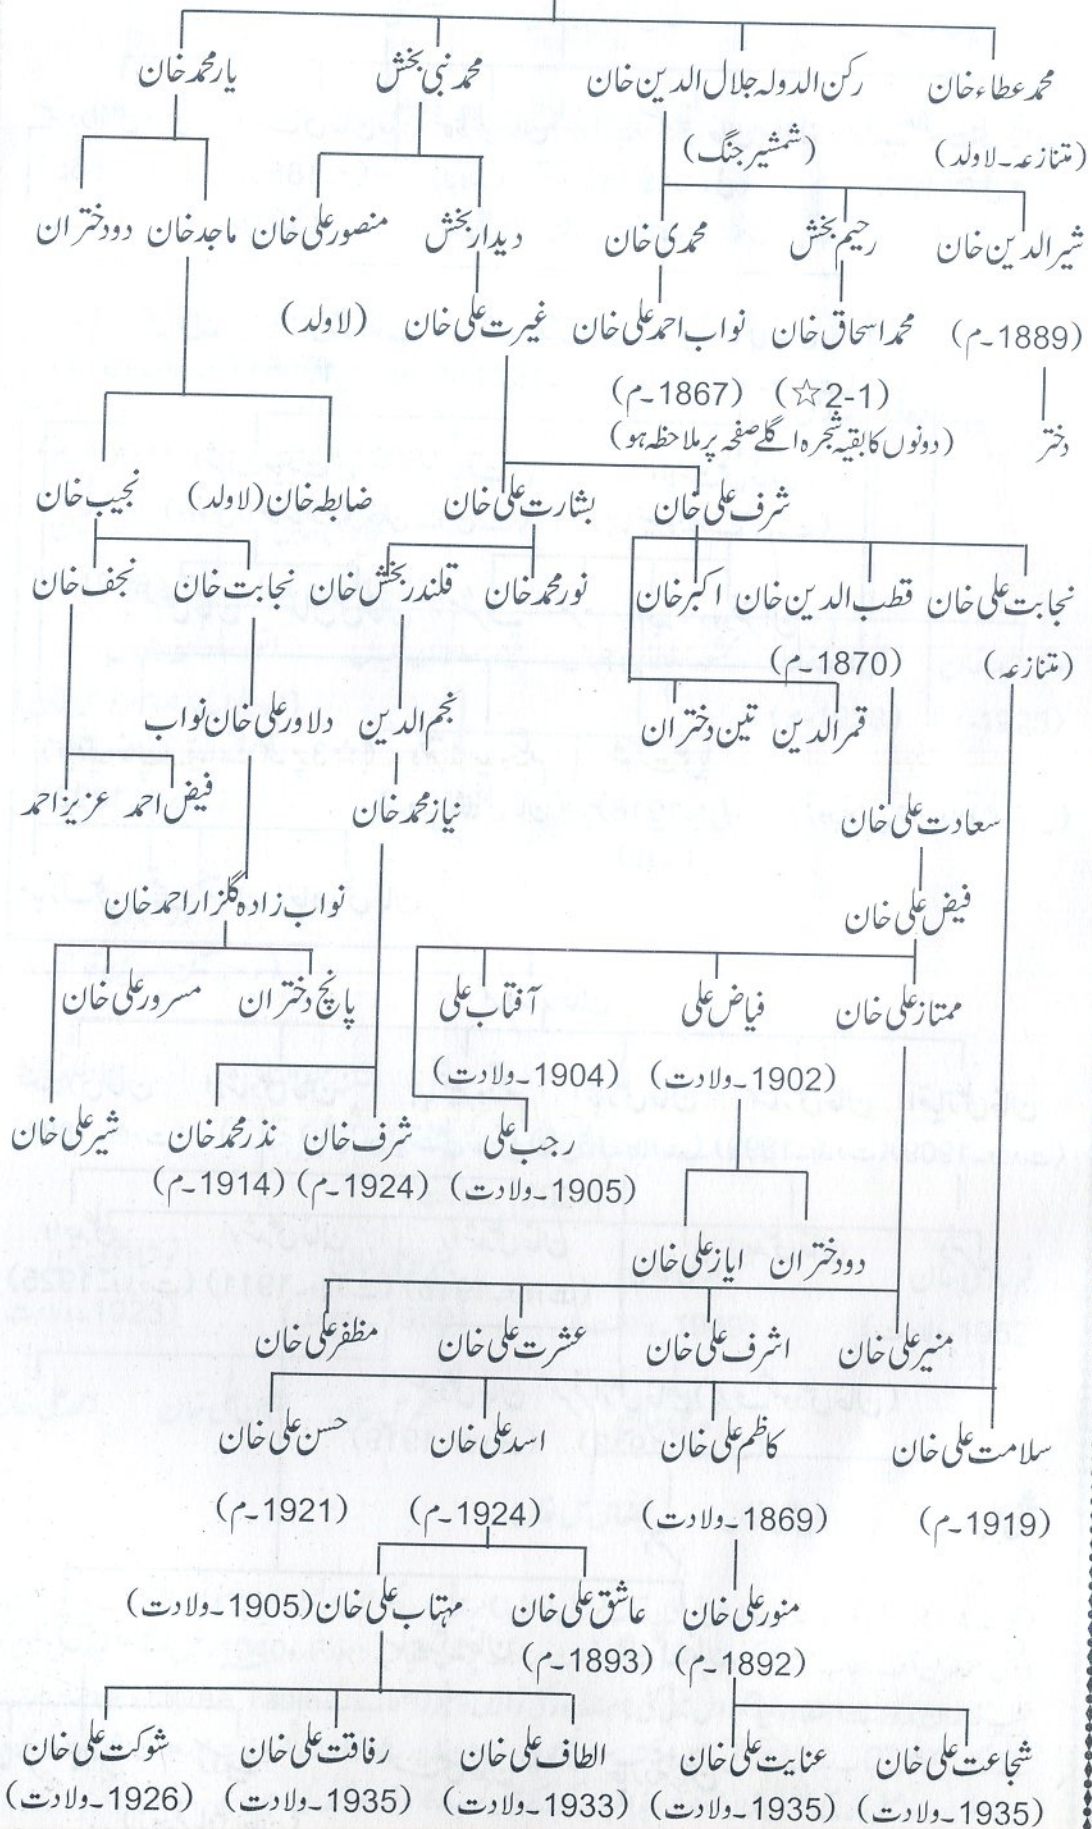 محمد عطاء خان رکن الدولہ جلال الدین خان محمد نبی بخش یار محمد خان
(متنازعہ۔لاولد) (شمشیر جنگ)
شیر الدین خان رحیم بخش محمدی خان دیدار بخش منصور علی خان ماجد خان دو دختران
(1889۔م) محمد اسحاق خان نواب احمد علی خان غیرت علی خان (لاولد)
(1-2☆) (1867۔م)
دختر (دونوں کا بقیہ شجرہ اگلے صفحہ پر ملاحظہ ہو)
شرف علی خان بشارت علی خان ضابطہ خان (لاولد) نجیب خان
نجابت علی خان قطب الدین خان اکبر خان نور محمد خان قلندر بخش خان نجابت خان نجف خان
(متنازعہ) (1870۔م)
قمر الدین تین دختران نجم الدین دلاور علی خان نواب
سعادت علی خان نیاز محمد خان فیض احمد عزیز احمد
فیض علی خان نواب زادہ گلزار احمد خان
ممتاز علی خان فیاض علی آفتاب علی پانچ دختران مسرور علی خان
(1902۔ولادت) (1904۔ولادت)
رجب علی شرف خان نذر محمد خان شیر علی خان
(1905۔ولادت) (1924۔م) (1914۔م)
دو دختران ایاز علی خان
منیر علی خان اشرف علی خان عشرت علی خان مظفر علی خان
سلامت علی خان کاظم علی خان اسد علی خان حسن علی خان
(1919۔م) (1869۔ولادت) (1924۔م) (1921۔م)
منور علی خان عاشق علی خان مہتاب علی خان (1905۔ولادت)
(1892۔م) (1893۔م)
شجاعت علی خان عنایت علی خان الطاف علی خان رفاقت علی خان شوکت علی خان
(1935۔ولادت) (1935۔ولادت) (1933۔ولادت) (1935۔ولادت) (1926۔ولادت)